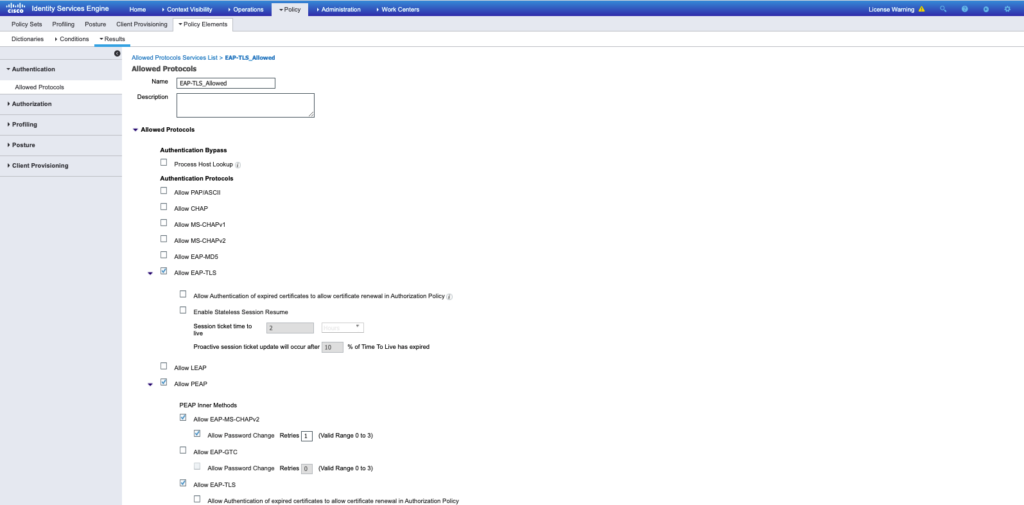 CISCO Identity Services Engine Home Context Visibility Operations Policy Administration Work Centers License Warning
Policy Sets Profiling Posture Client Provisioning Policy Elements
Dictionaries Conditions Results
Authentication
Allowed Protocols
Authorization
Profiling
Posture
Client Provisioning
Allowed Protocols Services List > EAP-TLS_Allowed
Allowed Protocols
Name EAP-TLS_Allowed
Description
Allowed Protocols
Authentication Bypass
Process Host Lookup
Authentication Protocols
Allow PAP/ASCII
Allow CHAP
Allow MS-CHAPv1
Allow MS-CHAPv2
Allow EAP-MD5
Allow EAP-TLS
Allow Authentication of expired certificates to allow certificate renewal in Authorization Policy
Enable Stateless Session Resume
Session ticket time to
live 2
Proactive session ticket update will occur after 10 % of Time To Live has expired
Allow LEAP
Allow PEAP
PEAP Inner Methods
Allow EAP-MS-CHAPv2
Allow Password Change Retries 1 (Valid Range 0 to 3)
Allow EAP-GTC
Allow Password Change Retries 0 (Valid Range 0 to 3)
Allow EAP-TLS
Allow Authentication of expired certificates to allow certificate renewal in Authorization Policy